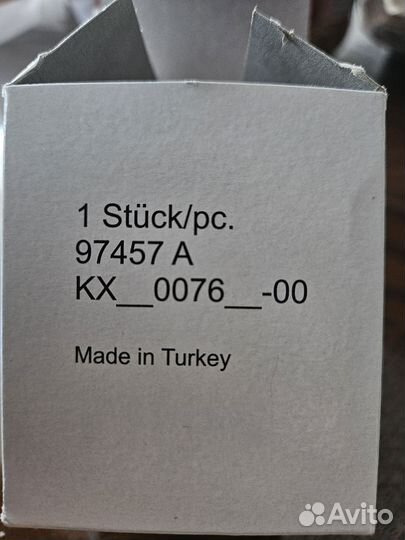 1 Stück/pc.
97457 A
KX__0076__-00
Made in Turkey
Avito